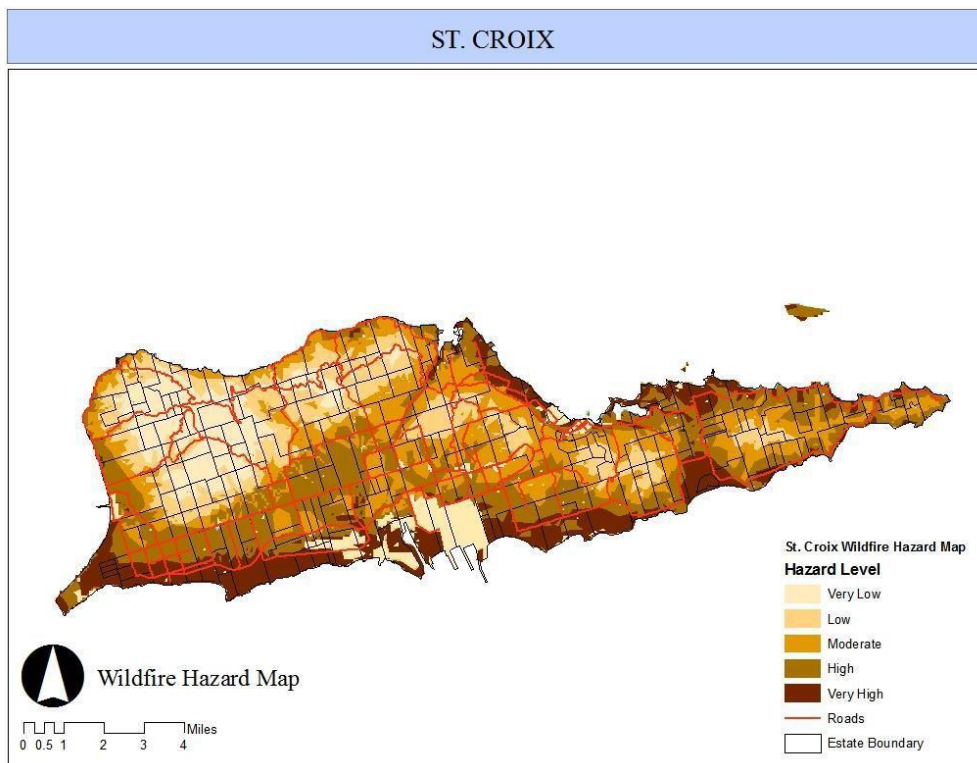 ST. CROIX
St. Croix Wildfire Hazard Map
Hazard Level
Very Low
Low
Moderate
High
Very High
Roads
Estate Boundary
Wildfire Hazard Map
Miles
0 0.5 1 2 3 4